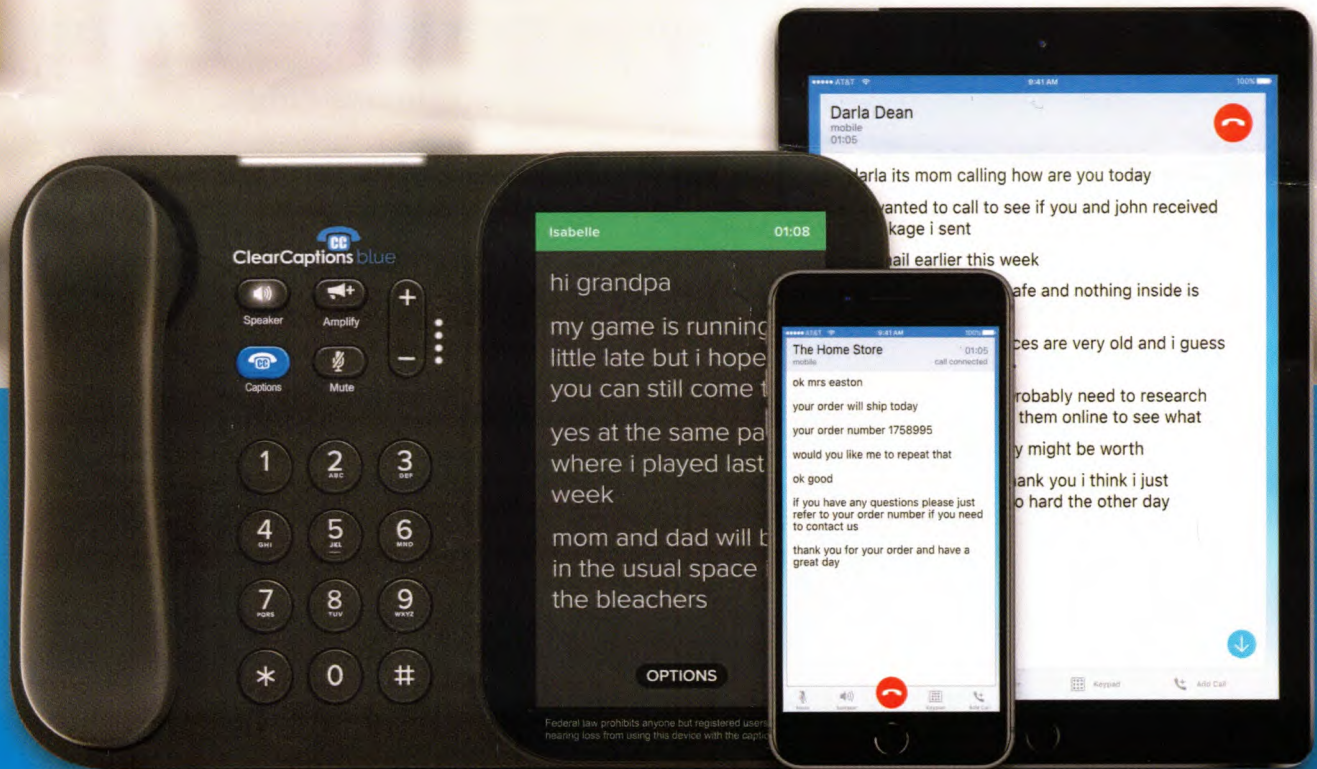 ClearCaptions blue
CC
Speaker
Amplify
+
−
CC
Captions
Mute
1
2 ABC
3 DEF
4 GHI
5 JKL
6 MNO
7 PQRS
8 TUV
9 WXYZ
*
0
#
Isabelle 01:08
hi grandpa
my game is running
little late but i hope
you can still come
yes at the same
where i played last
week
mom and dad will
in the usual space
the bleachers
OPTIONS
Federal law prohibits anyone but registered users
hearing loss from using this device with the
AT&T 9:41 AM 100%
The Home Store 01:05
mobile call connected
ok mrs easton
your order will ship today
your order number 1758995
would you like me to repeat that
ok good
if you have any questions please just
refer to your order number if you need
to contact us
thank you for your order and have a
great day
Keypad Add Call
AT&T 9:41 AM 100%
Darla Dean
mobile
01:05
its mom calling how are you today
to call to see if you and john received
i sent
earlier this week
and nothing inside is
are very old and i guess
need to research
them online to see what
might be worth
you i think i just
hard the other day
Keypad Add Call